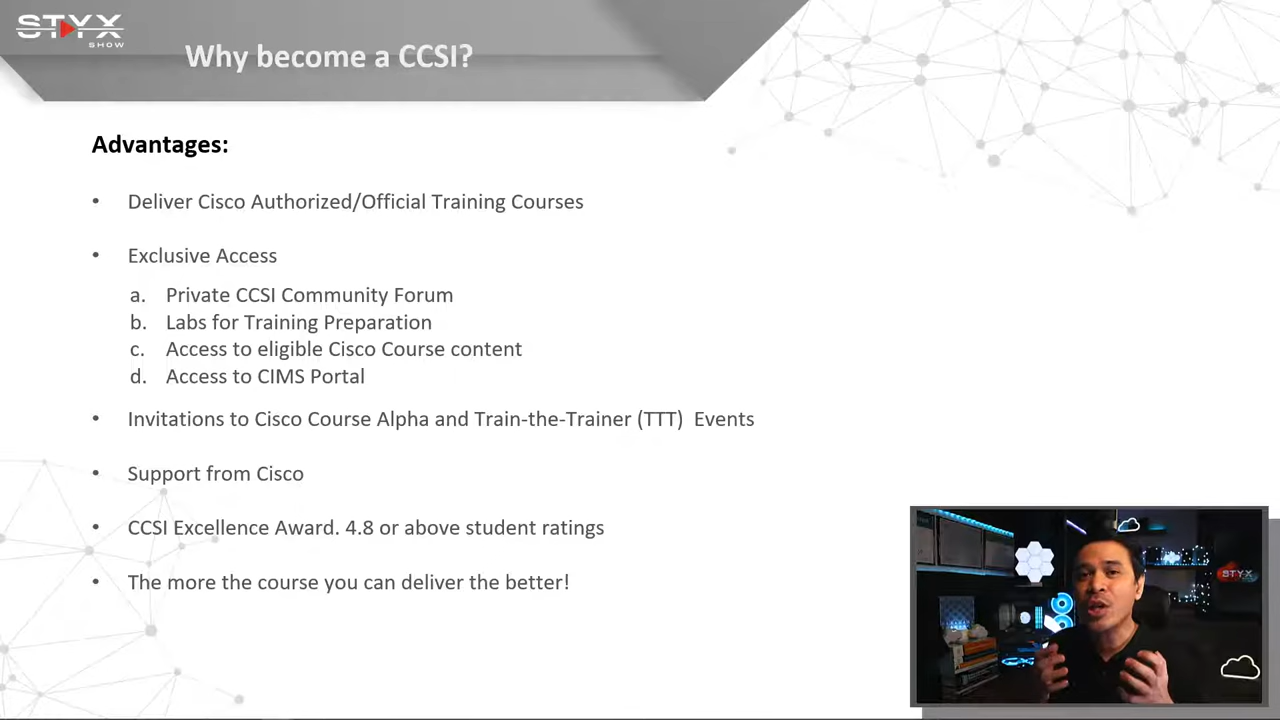 STYX
SHOW
Why become a CCSI?
Advantages:
• Deliver Cisco Authorized/Official Training Courses
• Exclusive Access
a. Private CCSI Community Forum
b. Labs for Training Preparation
c. Access to eligible Cisco Course content
d. Access to CIMS Portal
• Invitations to Cisco Course Alpha and Train-the-Trainer (TTT)  Events
• Support from Cisco
• CCSI Excellence Award. 4.8 or above student ratings
• The more the course you can deliver the better!
STYX